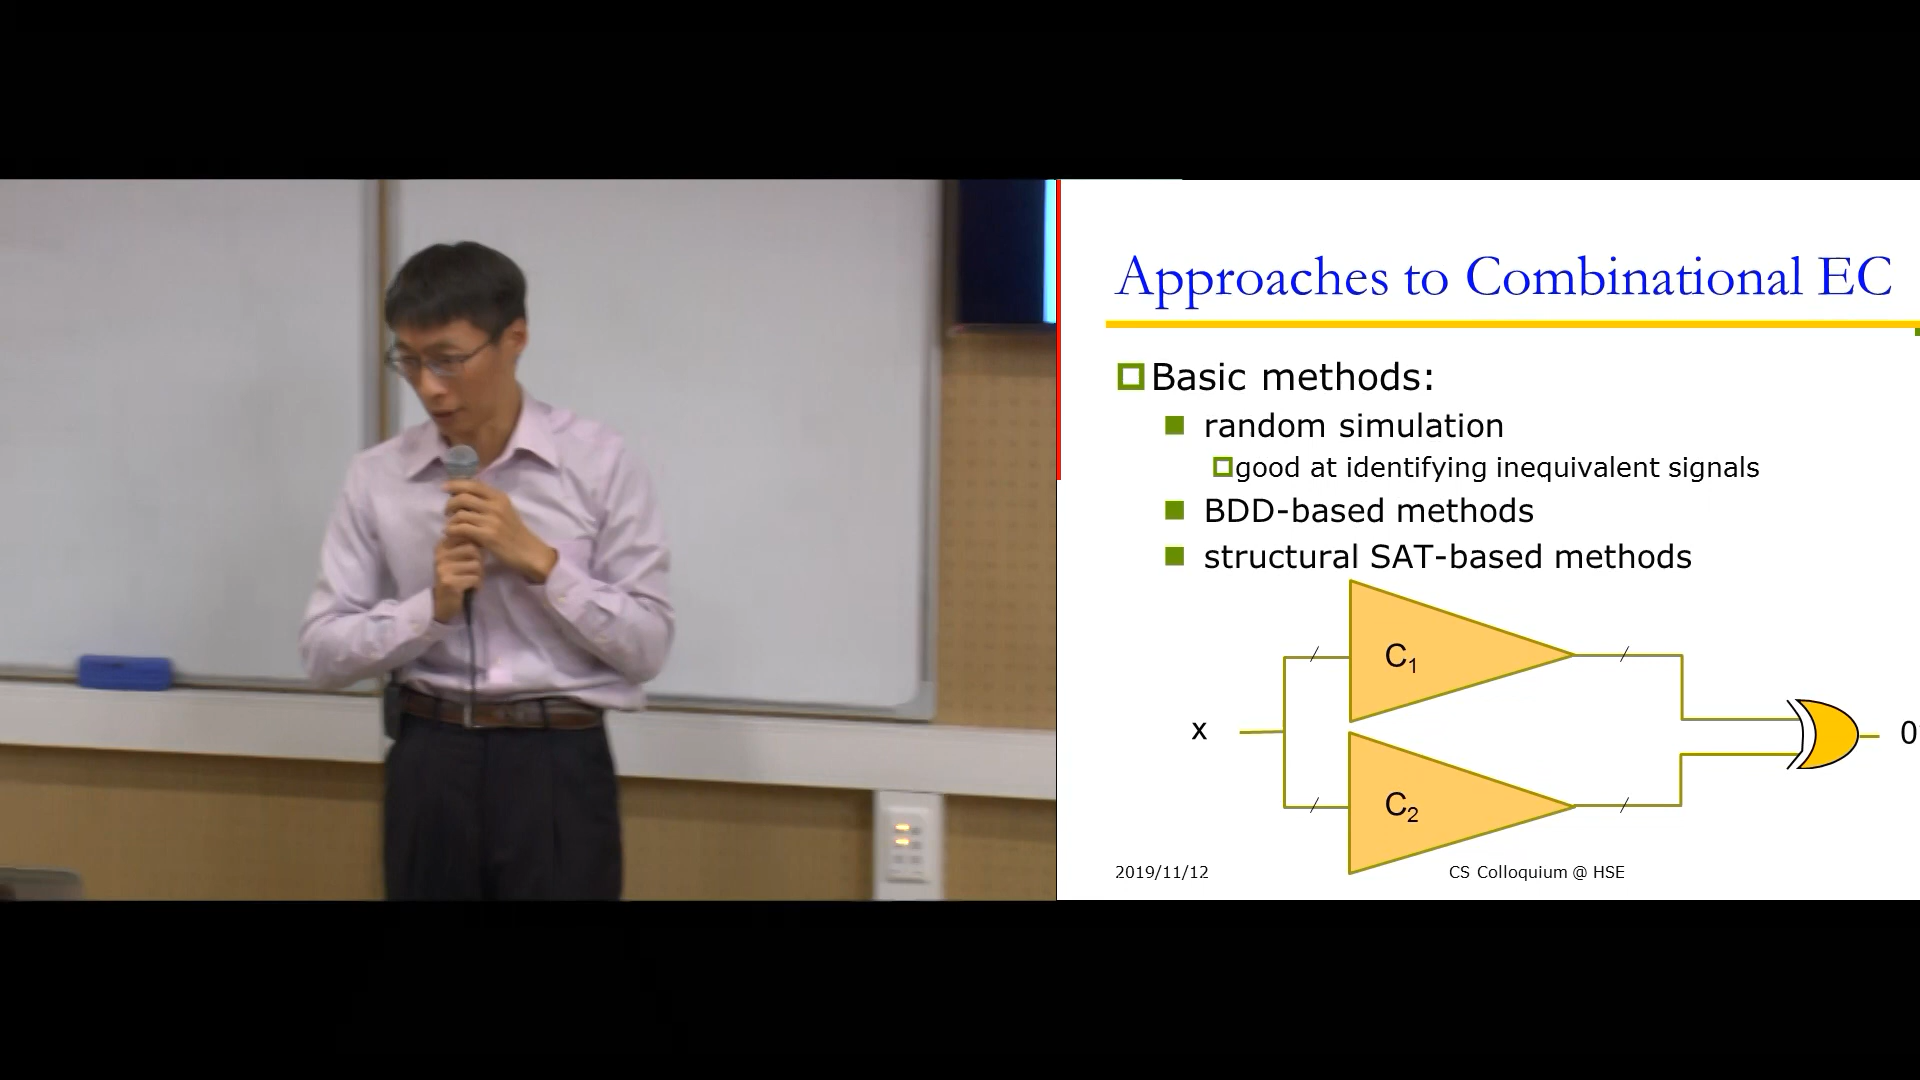 Approaches to Combinational EC
Basic methods:
random simulation
good at identifying inequivalent signals
BDD-based methods
structural SAT-based methods
C1
x
0
C2
2019/11/12
CS Colloquium @ HSE